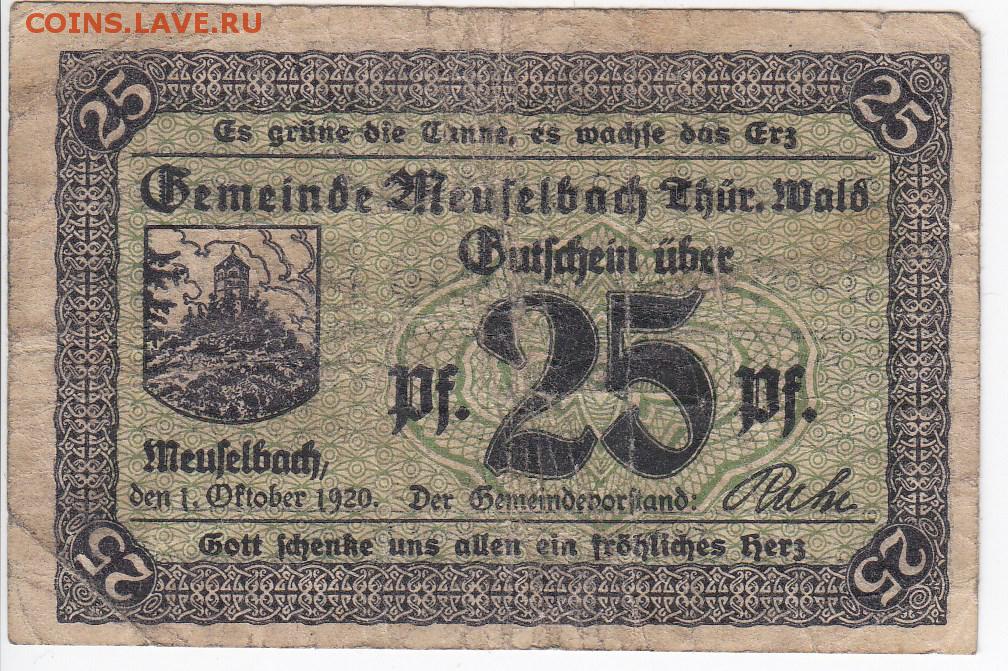 COINS.LAVE.RU
25 25
Es grüne die Tanne, es wachse das Erz
Gemeinde Meuselbach Thür. Wald
Gutschein über
Pf. 25 Pf.
Meuselbach,
den 1. Oktober 1920. Der Gemeindevorstand:
Gott schenke uns allen ein fröhliches Herz
25 25